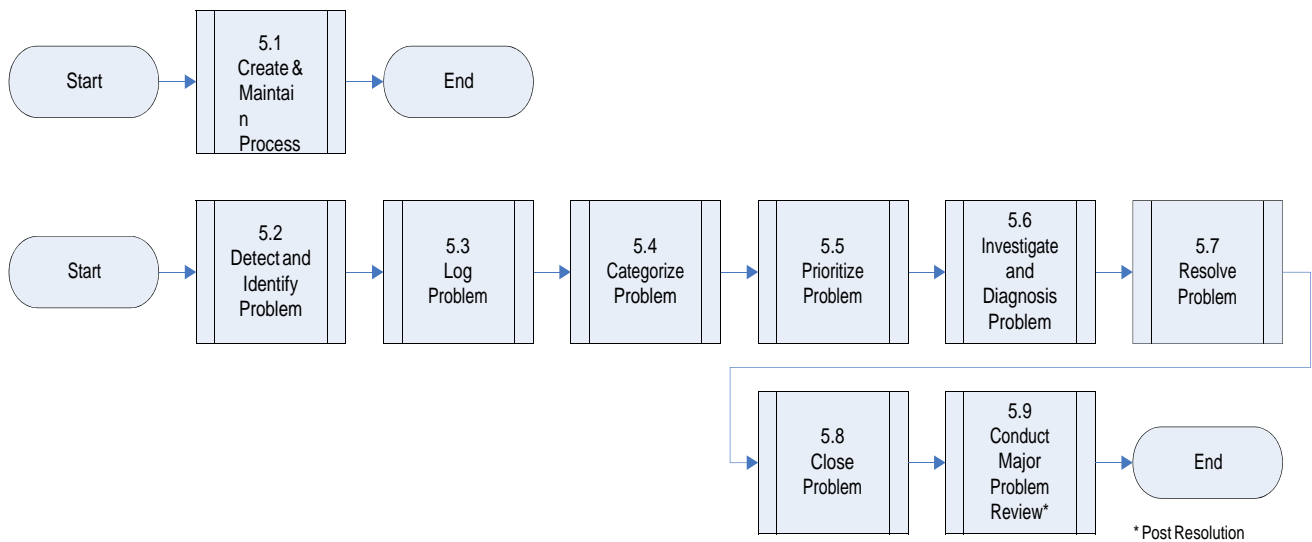 Start
5.1
Create &
Maintai
n
Process
End
Start
5.2
Detect and
Identify
Problem
5.3
Log
Problem
5.4
Categorize
Problem
5.5
Prioritize
Problem
5.6
Investigate
and
Diagnosis
Problem
5.7
Resolve
Problem
5.8
Close
Problem
5.9
Conduct
Major
Problem
Review*
End
* Post Resolution